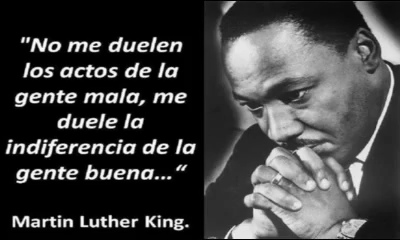 "No me duelen
los actos de la
gente mala, me
duele la
indiferencia de la
gente buena...“
Martin Luther King.